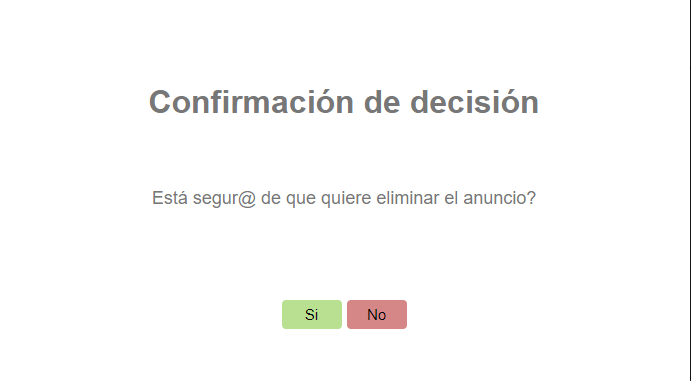 Confirmación de decisión
Está segur@ de que quiere eliminar el anuncio?
Si
No